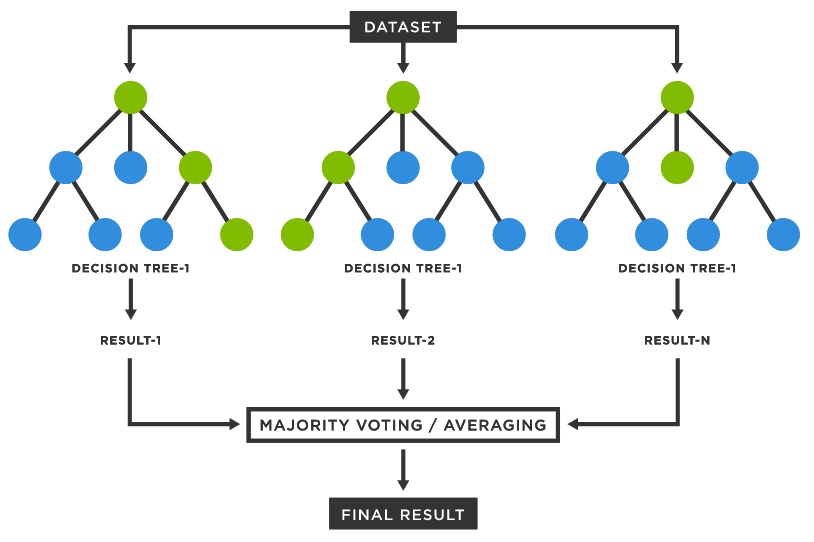 DATASET
DECISION TREE-1
DECISION TREE-1
DECISION TREE-1
RESULT-1
RESULT-2
RESULT-N
MAJORITY VOTING / AVERAGING
FINAL RESULT